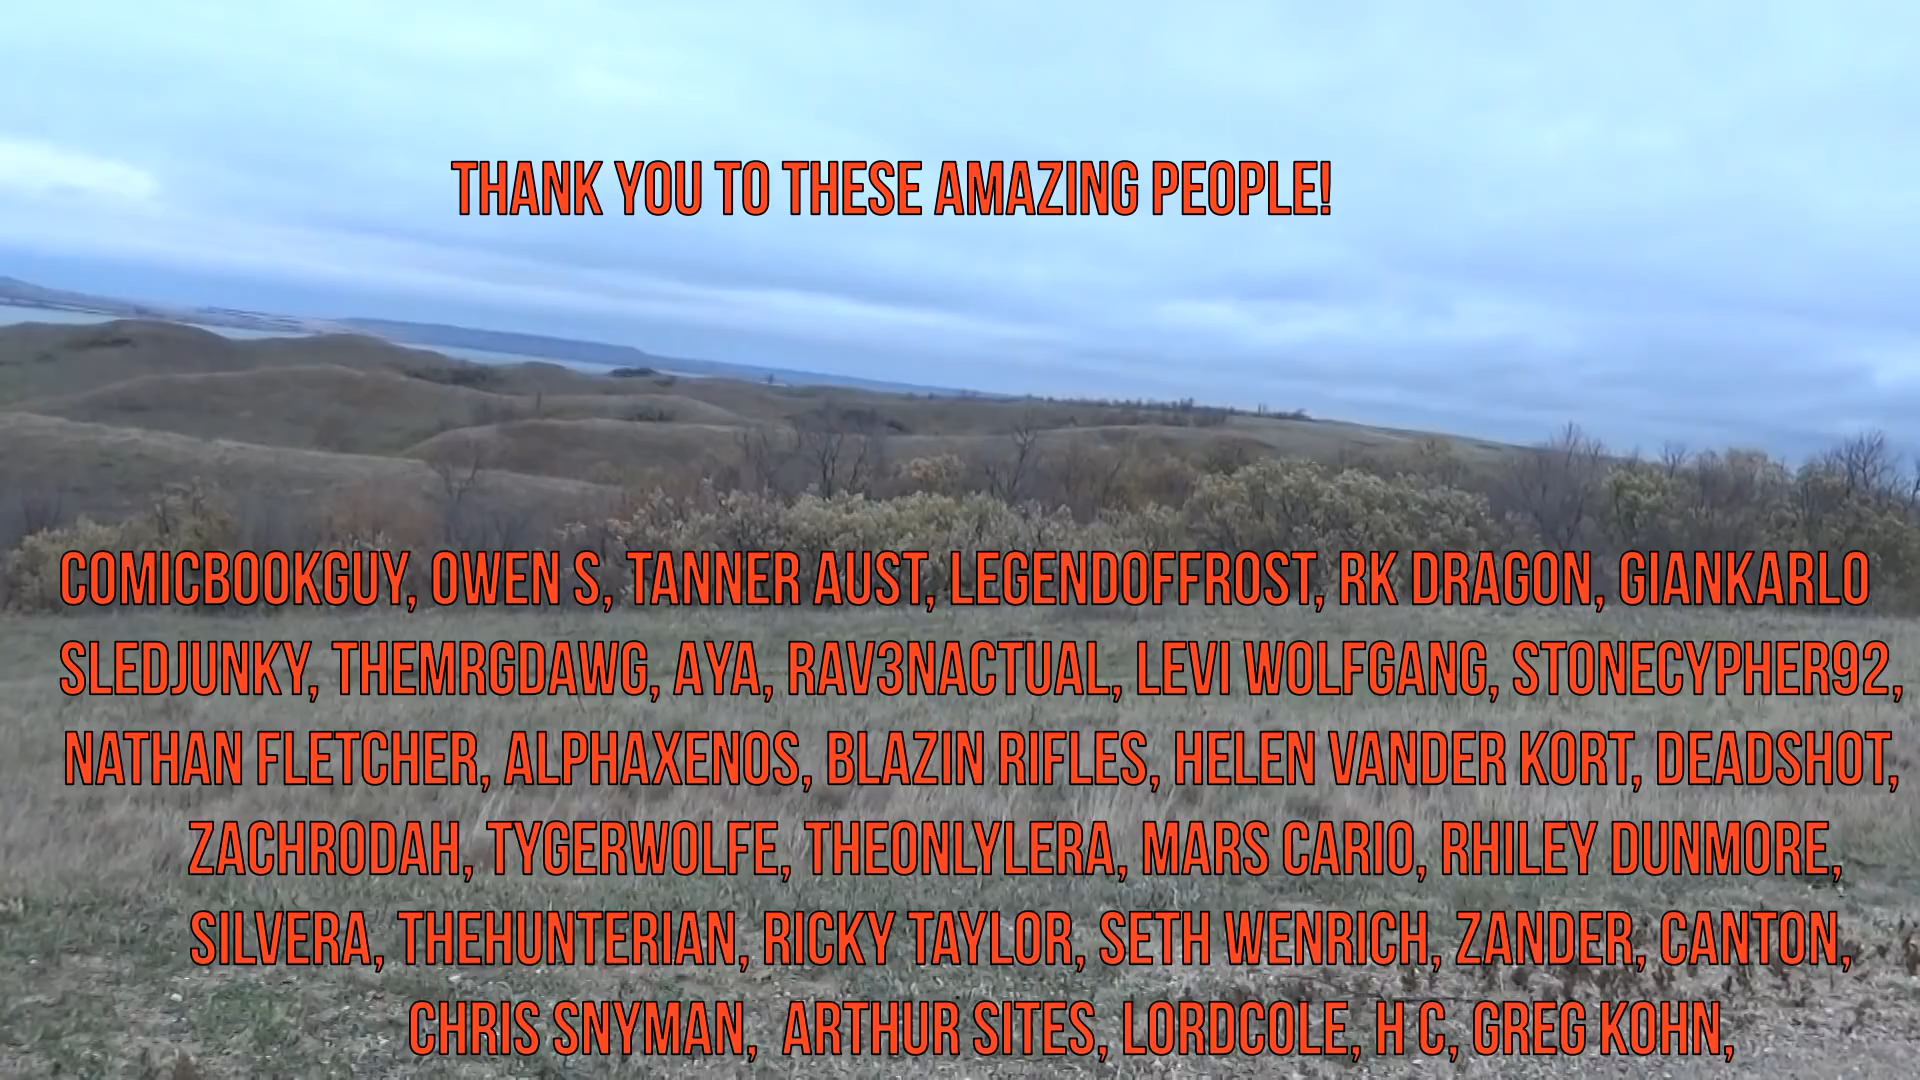 THANK YOU TO THESE AMAZING PEOPLE!
COMICBOOKGUY, OWEN S, TANNER AUST, LEGENDOFFROST, RK DRAGON, GIANKARLO
SLEDJUNKY, THEMRGDAWG, AYA, RAV3NACTUAL, LEVI WOLFGANG, STONECYPHER92,
NATHAN FLETCHER, ALPHAXENOS, BLAZIN RIFLES, HELEN VANDER KORT, DEADSHOT,
ZACHRODAH, TYGERWOLFE, THEONLYLERA, MARS CARIO, RHILEY DUNMORE,
SILVERA, THEHUNTERIAN, RICKY TAYLOR, SETH WENRICH, ZANDER, CANTON,
CHRIS SNYMAN,  ARTHUR SITES, LORDCOLE, H C, GREG KOHN,